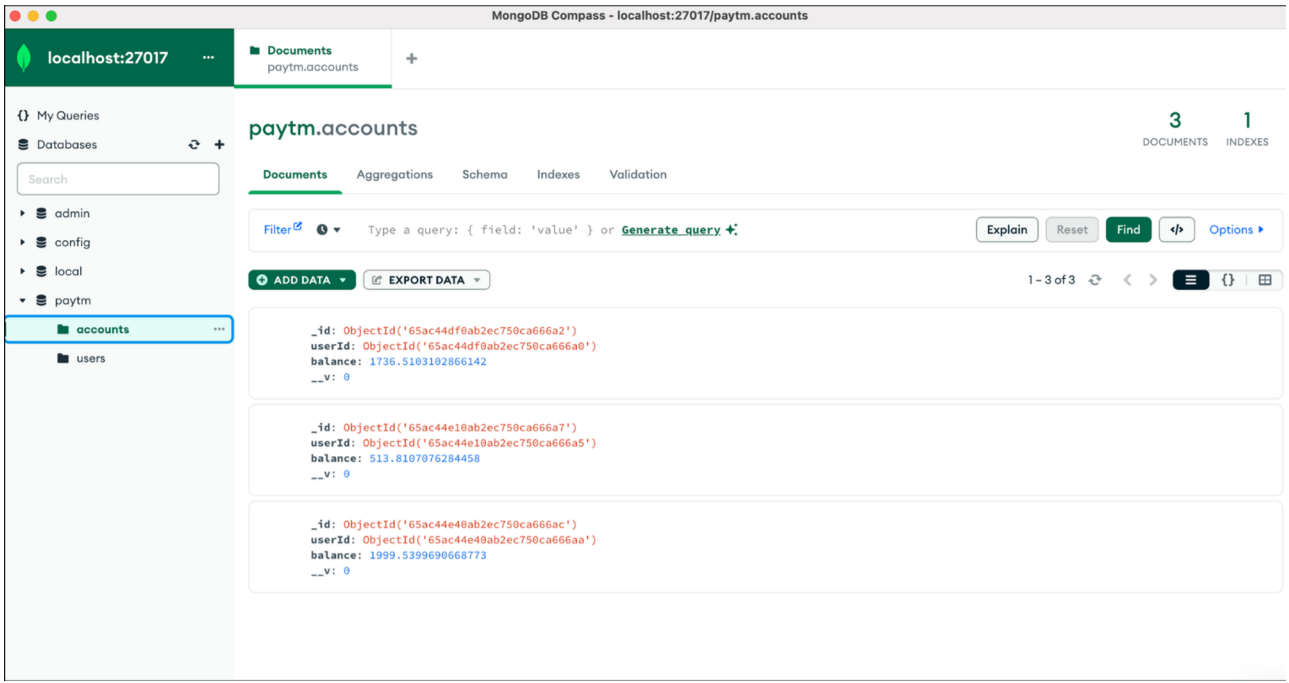 MongoDB Compass - localhost:27017/paytm.accounts
localhost:27017 ...
Documents
paytm.accounts
+
{} My Queries
Databases
Search
admin
config
local
paytm
accounts ...
users
paytm.accounts
3
DOCUMENTS
1
INDEXES
Documents Aggregations Schema Indexes Validation
Filter Type a query: { field: 'value' } or Generate query Explain Reset Find </> Options
ADD DATA EXPORT DATA 1 – 3 of 3 {}
_id: ObjectId('65ac44df0ab2ec750ca666a2')
userId: ObjectId('65ac44df0ab2ec750ca666a0')
balance: 1736.5103102866142
__v: 0
_id: ObjectId('65ac44e10ab2ec750ca666a7')
userId: ObjectId('65ac44e10ab2ec750ca666a5')
balance: 513.8107076284458
__v: 0
_id: ObjectId('65ac44e40ab2ec750ca666ac')
userId: ObjectId('65ac44e40ab2ec750ca666aa')
balance: 1999.5399690668773
__v: 0